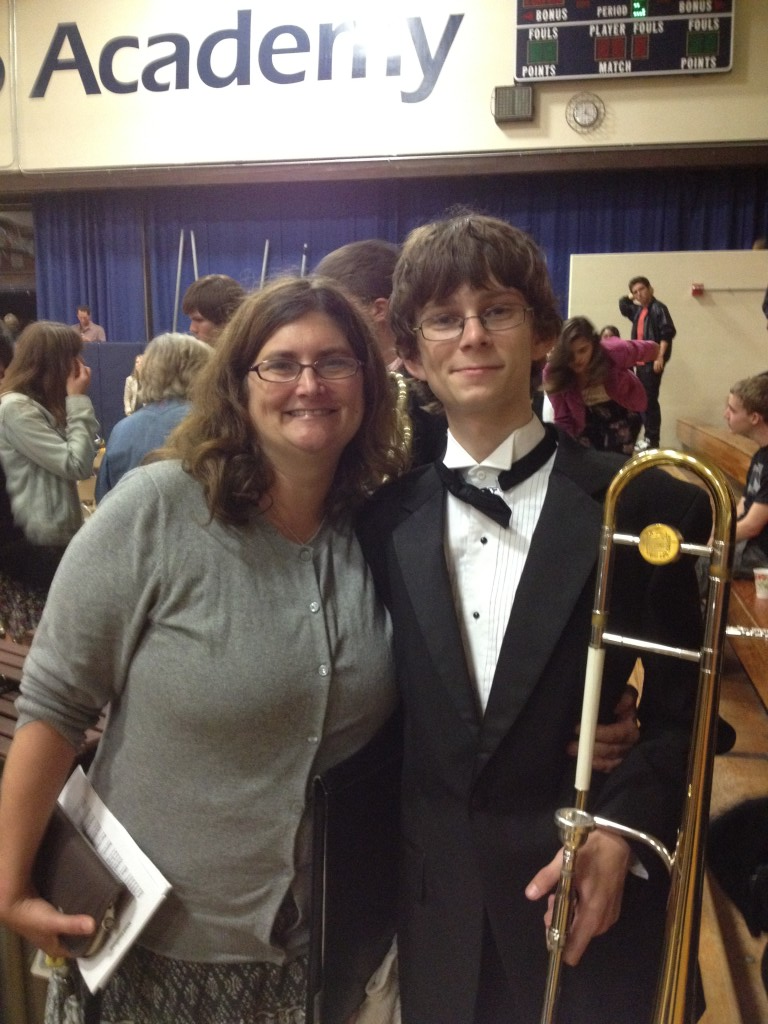 Academy
BONUS PERIOD BONUS
FOULS PLAYER FOULS FOULS
POINTS MATCH POINTS